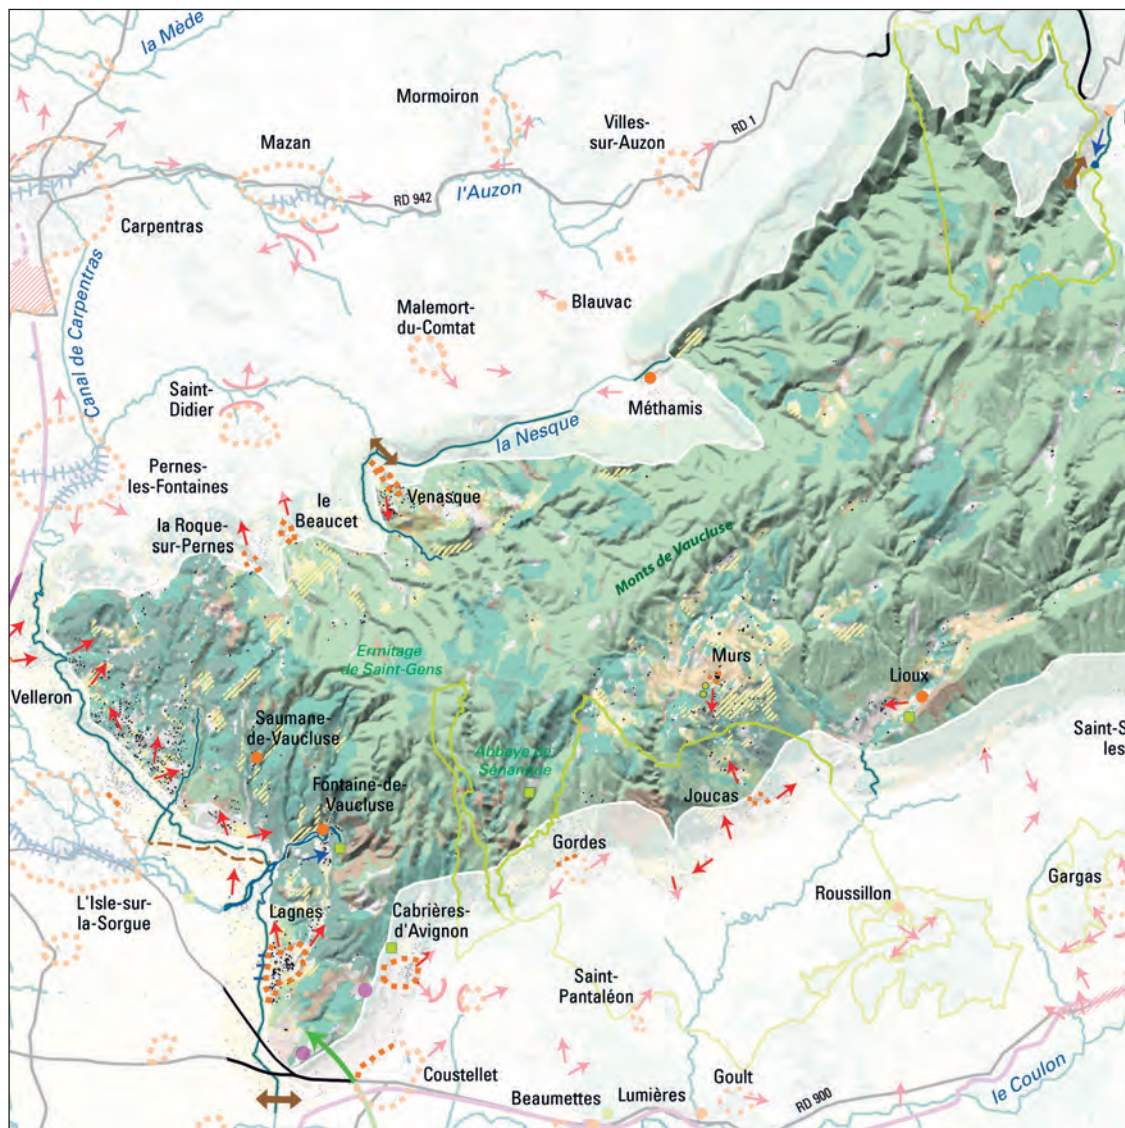 la Mède
Mormoiron
Villes-
sur-Auzon
RD 1
Mazan
l'Auzon
RD 942
Carpentras
Canal de Carpentras
Malemort-
du-Comtat
Blauvac
Saint-
Didier
Méthamis
la Nesque
Pernes-
les-Fontaines
le
Beaucet
Venasque
la Roque-
sur-Pernes
Monts de Vaucluse
Ermitage
de Saint-Gens
Murs
Lioux
Velleron
Saumane-
de-Vaucluse
Saint-S
les
Abbaye de
Sénanque
Fontaine-de-
Vaucluse
Joucas
Gordes
Gargas
Roussillon
L'Isle-sur-
la-Sorgue
Lagnes
Cabrières-
d'Avignon
Saint-
Pantaléon
Coustellet
Goult
Beaumettes
Lumières
RD 900
le Coulon